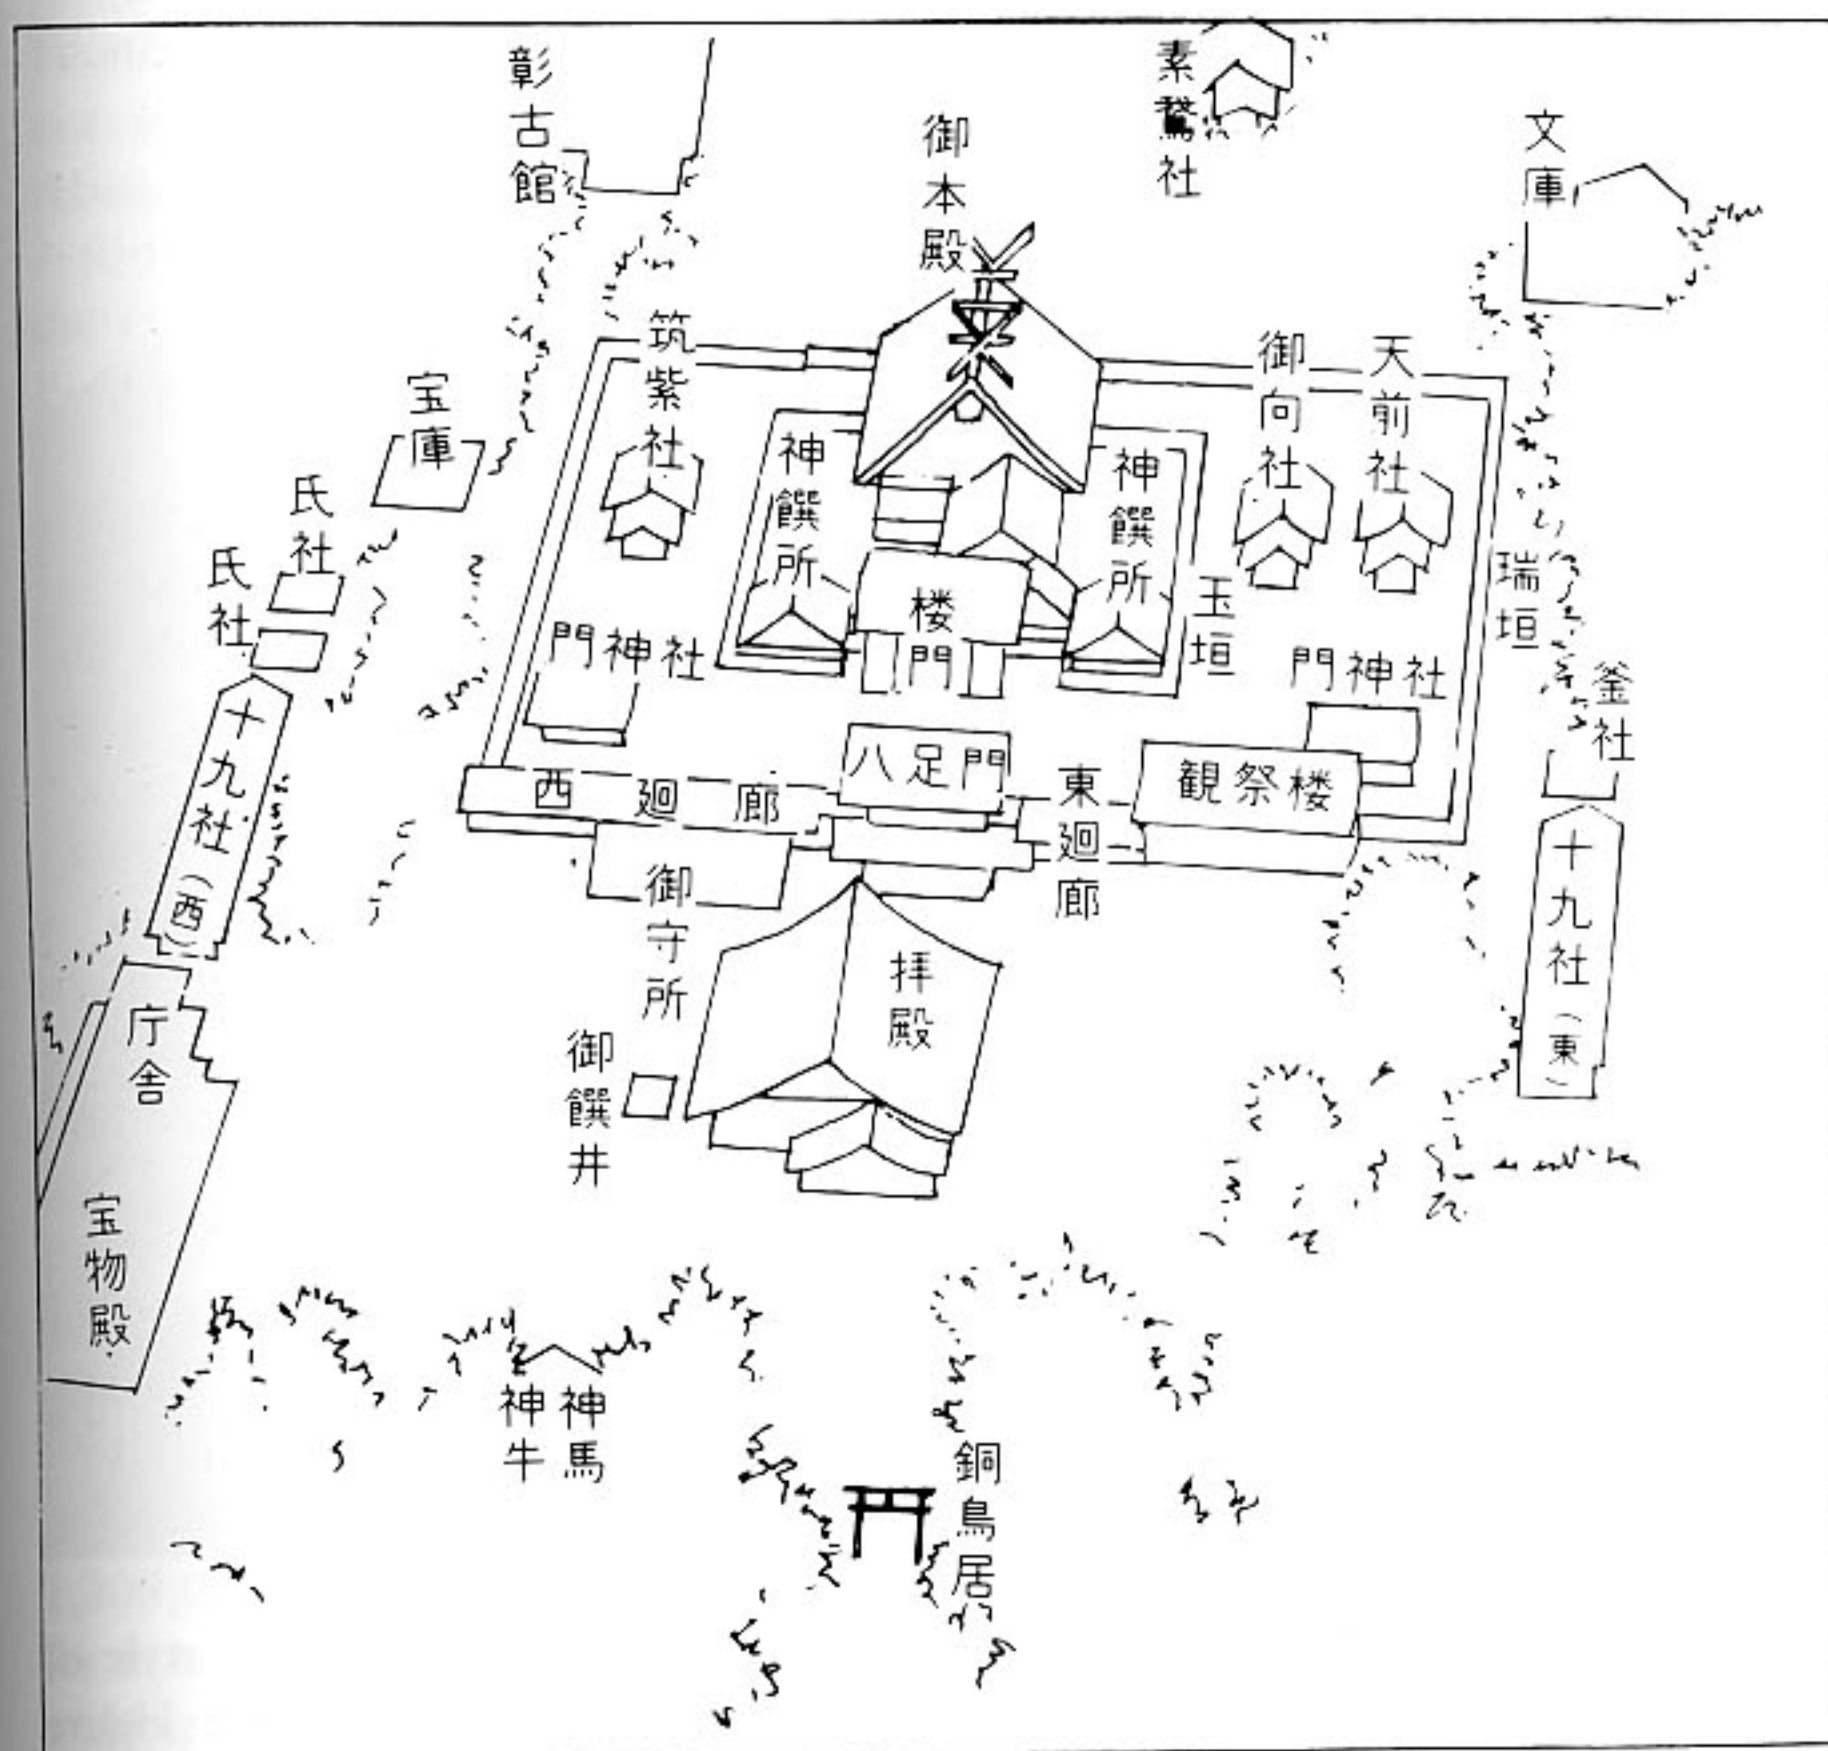 彰古館
素鵞社
文庫
御本殿
筑紫社
御向社
天前社
宝庫
神饌所
神饌所
氏社
氏社
楼門
玉垣
瑞垣
門神社
門神社
釜社
十九社（西）
西廻廊
八足門
東廻廊
観祭楼
十九社（東）
御守所
拝殿
庁舎
御饌井
宝物殿
神牛
神馬
銅鳥居